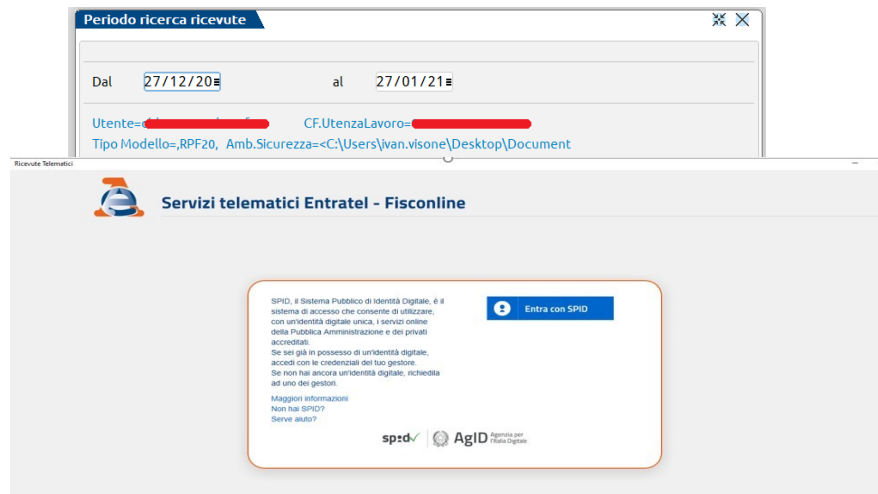 Periodo ricerca ricevute
Dal 27/12/20 al 27/01/21
Utente= CF.UtenzaLavoro=
Tipo Modello=,RPF20, Amb.Sicurezza=<C:\Users\ivan.visone\Desktop\Document
Ricevute Telematici
Servizi telematici Entratel - Fisconline
SPID, il Sistema Pubblico di Identità Digitale, è il
sistema di accesso che consente di utilizzare,
con un'identità digitale unica, i servizi online
della Pubblica Amministrazione e dei privati
accreditati.
Se sei già in possesso di un'identità digitale,
accedi con le credenziali del tuo gestore.
Se non hai ancora un'identità digitale, richiedila
ad uno dei gestori.
Entra con SPID
Maggiori informazioni
Non hai SPID?
Serve aiuto?
spid AgID Agenzia per
l'Italia Digitale